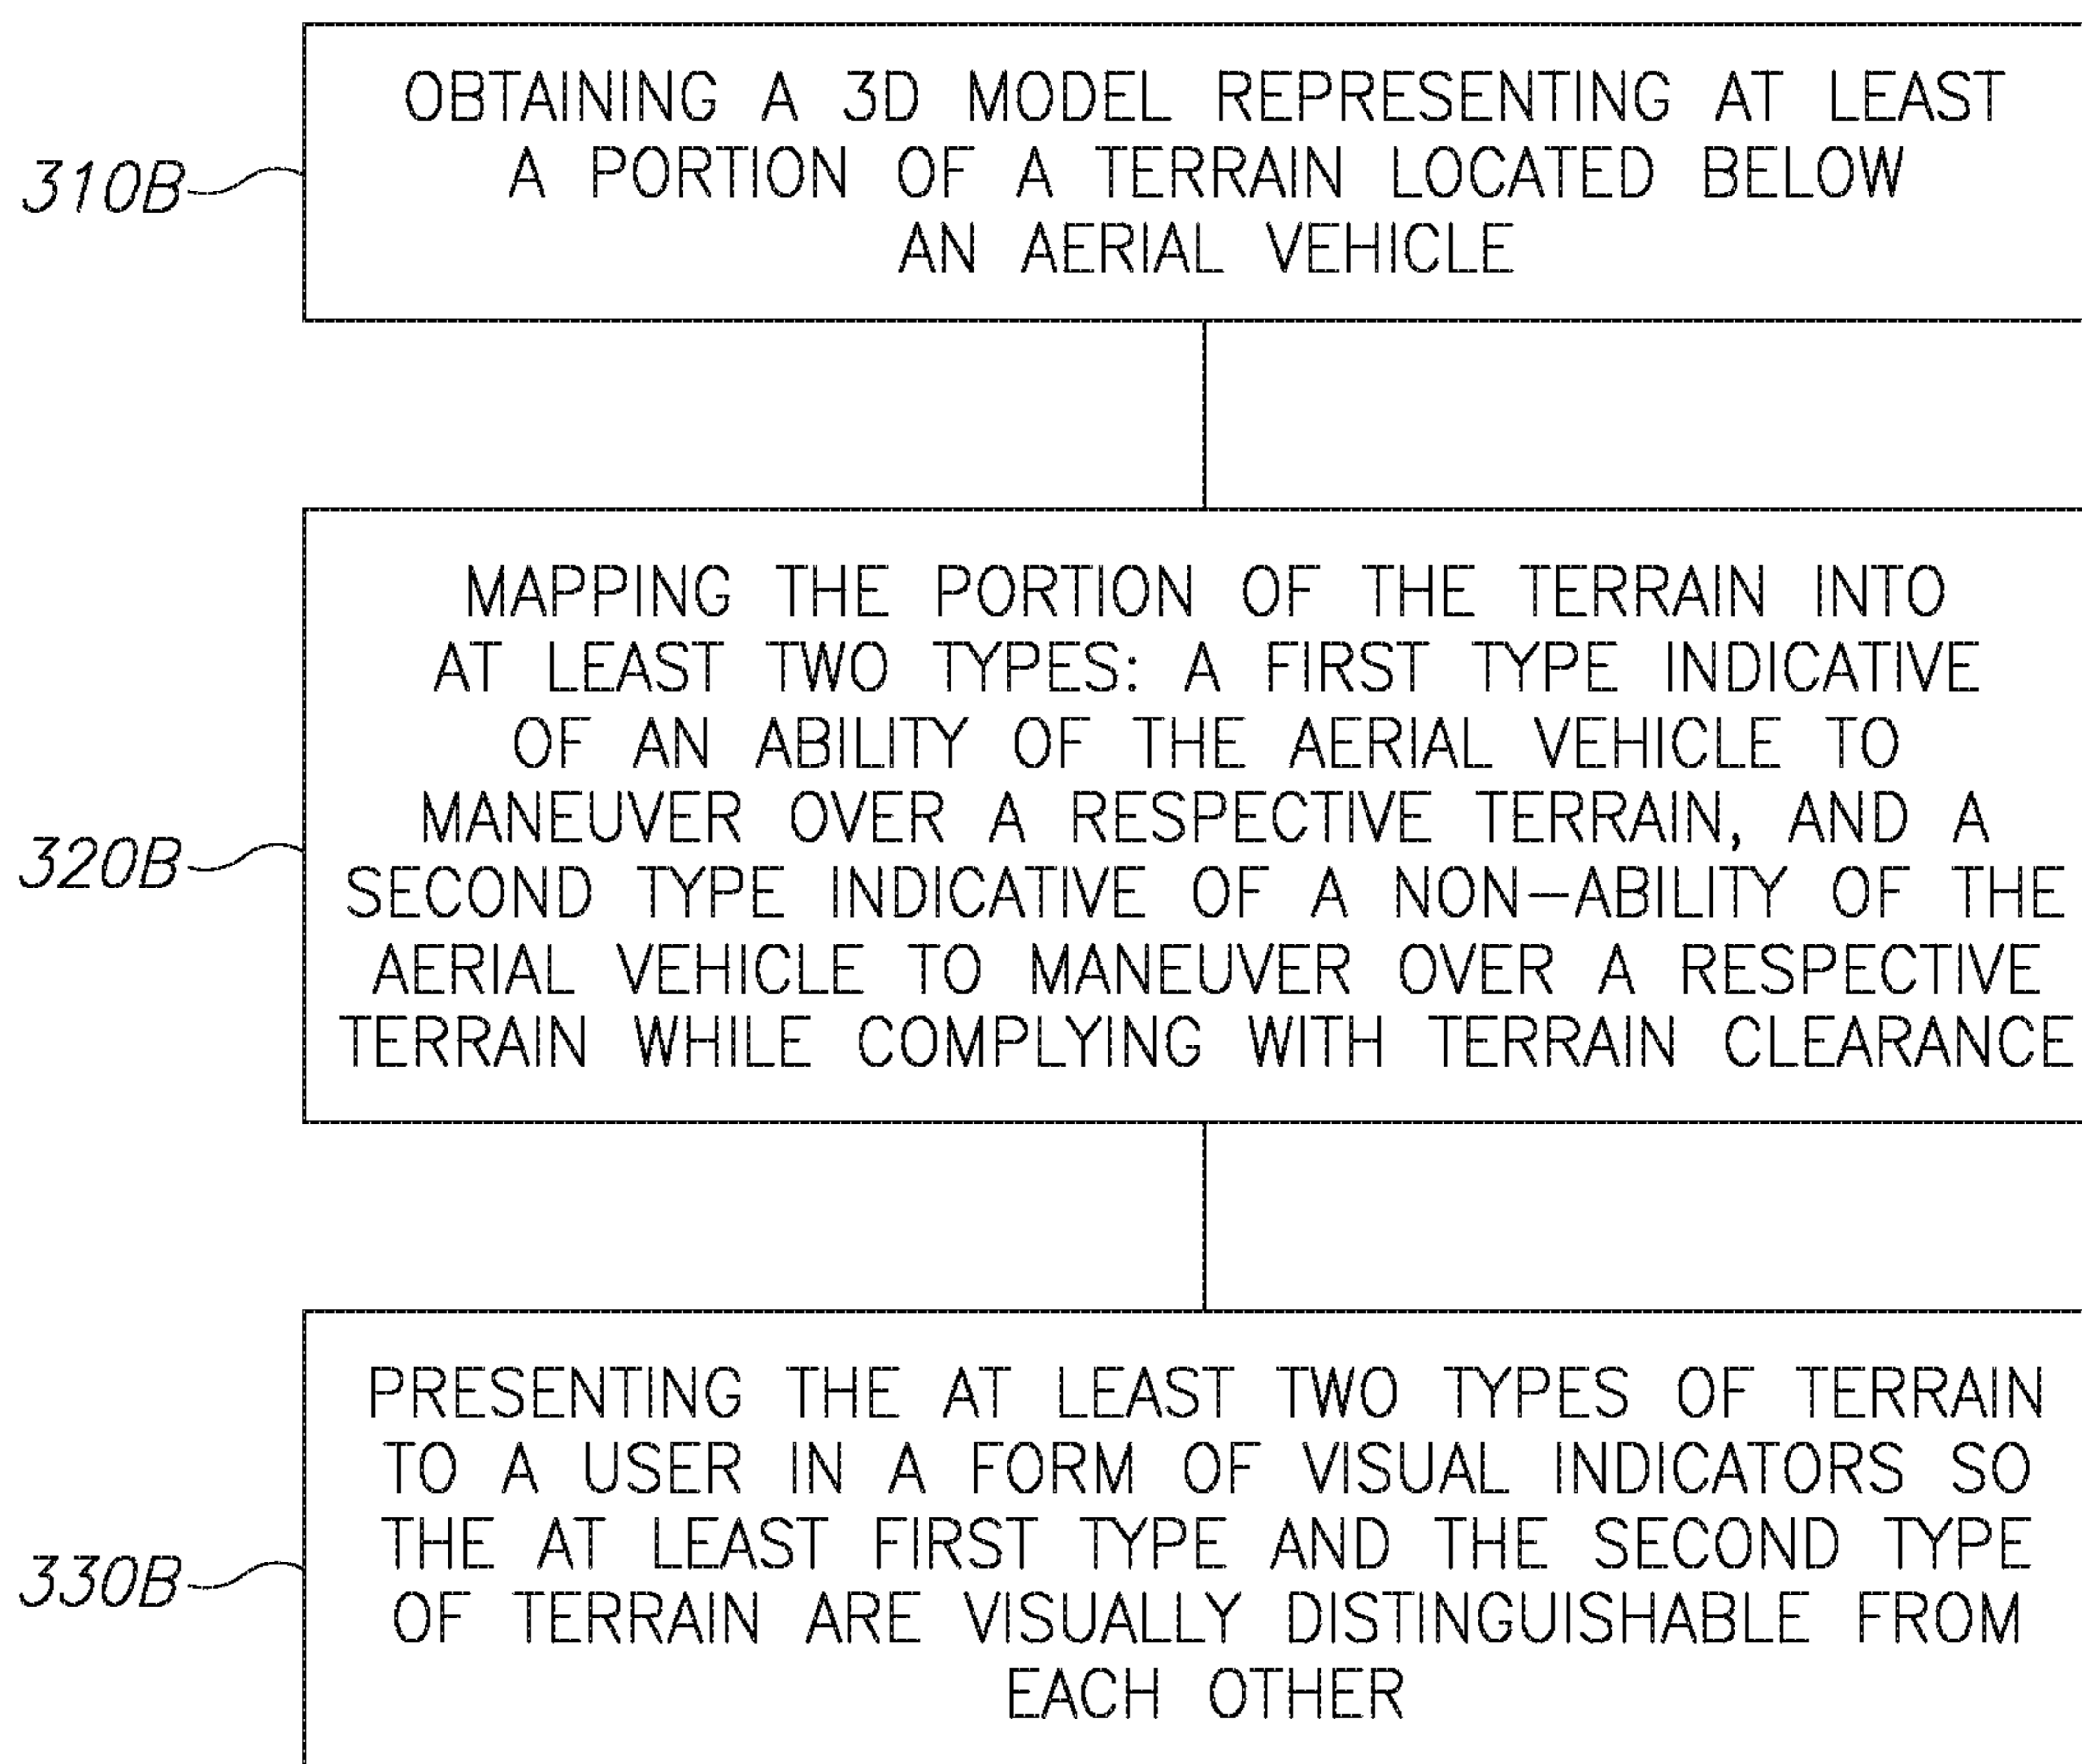 OBTAINING A 3D MODEL REPRESENTING AT LEAST
A PORTION OF A TERRAIN LOCATED BELOW
AN AERIAL VEHICLE
310B
MAPPING THE PORTION OF THE TERRAIN INTO
AT LEAST TWO TYPES: A FIRST TYPE INDICATIVE
OF AN ABILITY OF THE AERIAL VEHICLE TO
MANEUVER OVER A RESPECTIVE TERRAIN, AND A
SECOND TYPE INDICATIVE OF A NON-ABILITY OF THE
AERIAL VEHICLE TO MANEUVER OVER A RESPECTIVE
TERRAIN WHILE COMPLYING WITH TERRAIN CLEARANCE
320B
PRESENTING THE AT LEAST TWO TYPES OF TERRAIN
TO A USER IN A FORM OF VISUAL INDICATORS SO
THE AT LEAST FIRST TYPE AND THE SECOND TYPE
OF TERRAIN ARE VISUALLY DISTINGUISHABLE FROM
EACH OTHER
330B